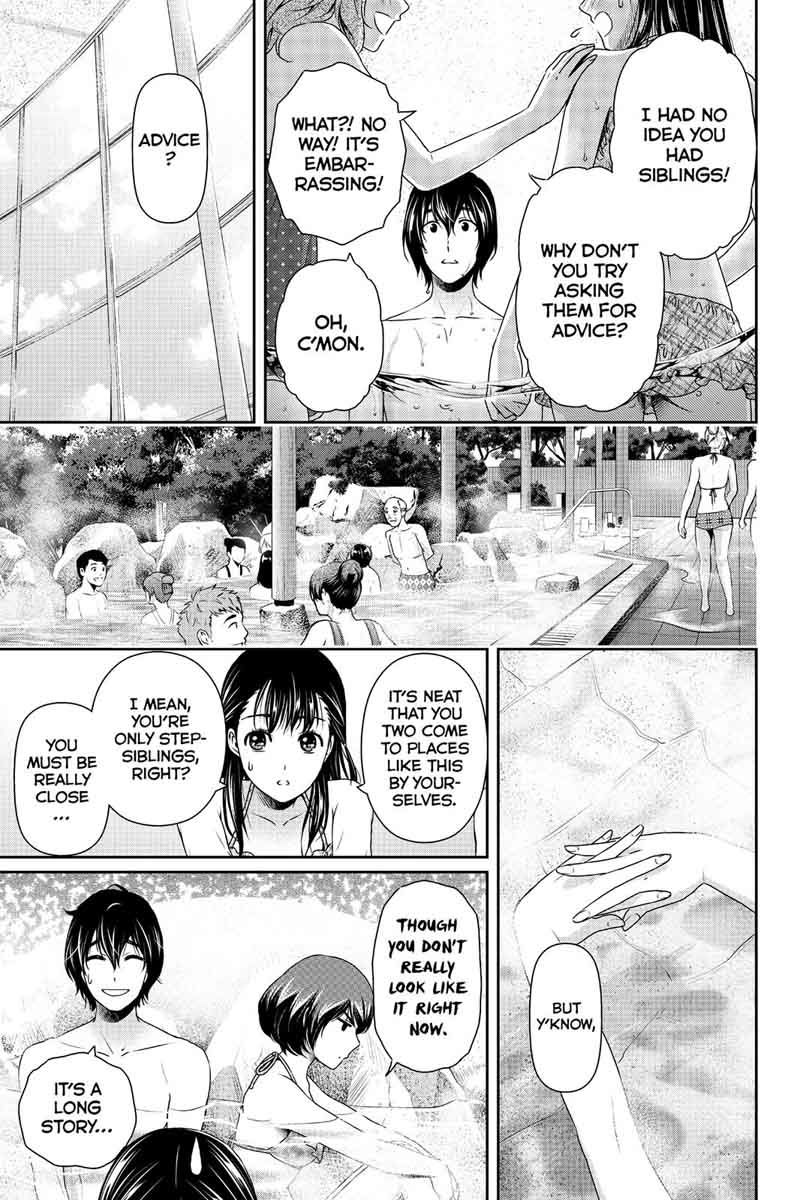 I HAD NO
IDEA YOU
HAD
SIBLINGS!
WHY DON'T
YOU TRY
ASKING
THEM FOR
ADVICE?
WHAT?! NO
WAY! IT'S
EMBAR-
RASSING!
OH,
C'MON.
ADVICE
?
BUT
Y'KNOW,
IT'S NEAT
THAT YOU
TWO COME
TO PLACES
LIKE THIS
BY YOUR-
SELVES.
I MEAN,
YOU'RE
ONLY STEP-
SIBLINGS,
RIGHT?
YOU
MUST BE
REALLY
CLOSE
...
THOUGH
YOU DON'T
REALLY
LOOK LIKE
IT RIGHT
NOW.
IT'S A
LONG
STORY...